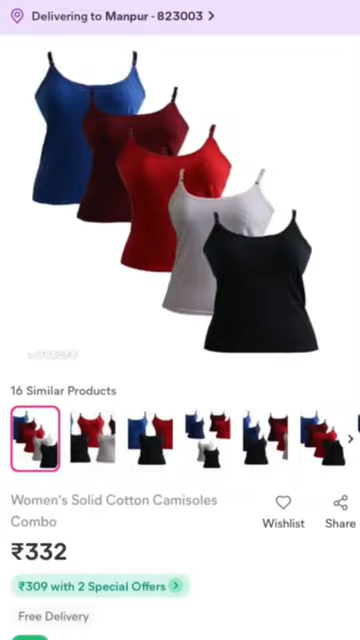 Delivering to Manpur - 823003
16 Similar Products
Women's Solid Cotton Camisoles
Combo
Wishlist
Share
₹332
₹309 with 2 Special Offers
Free Delivery